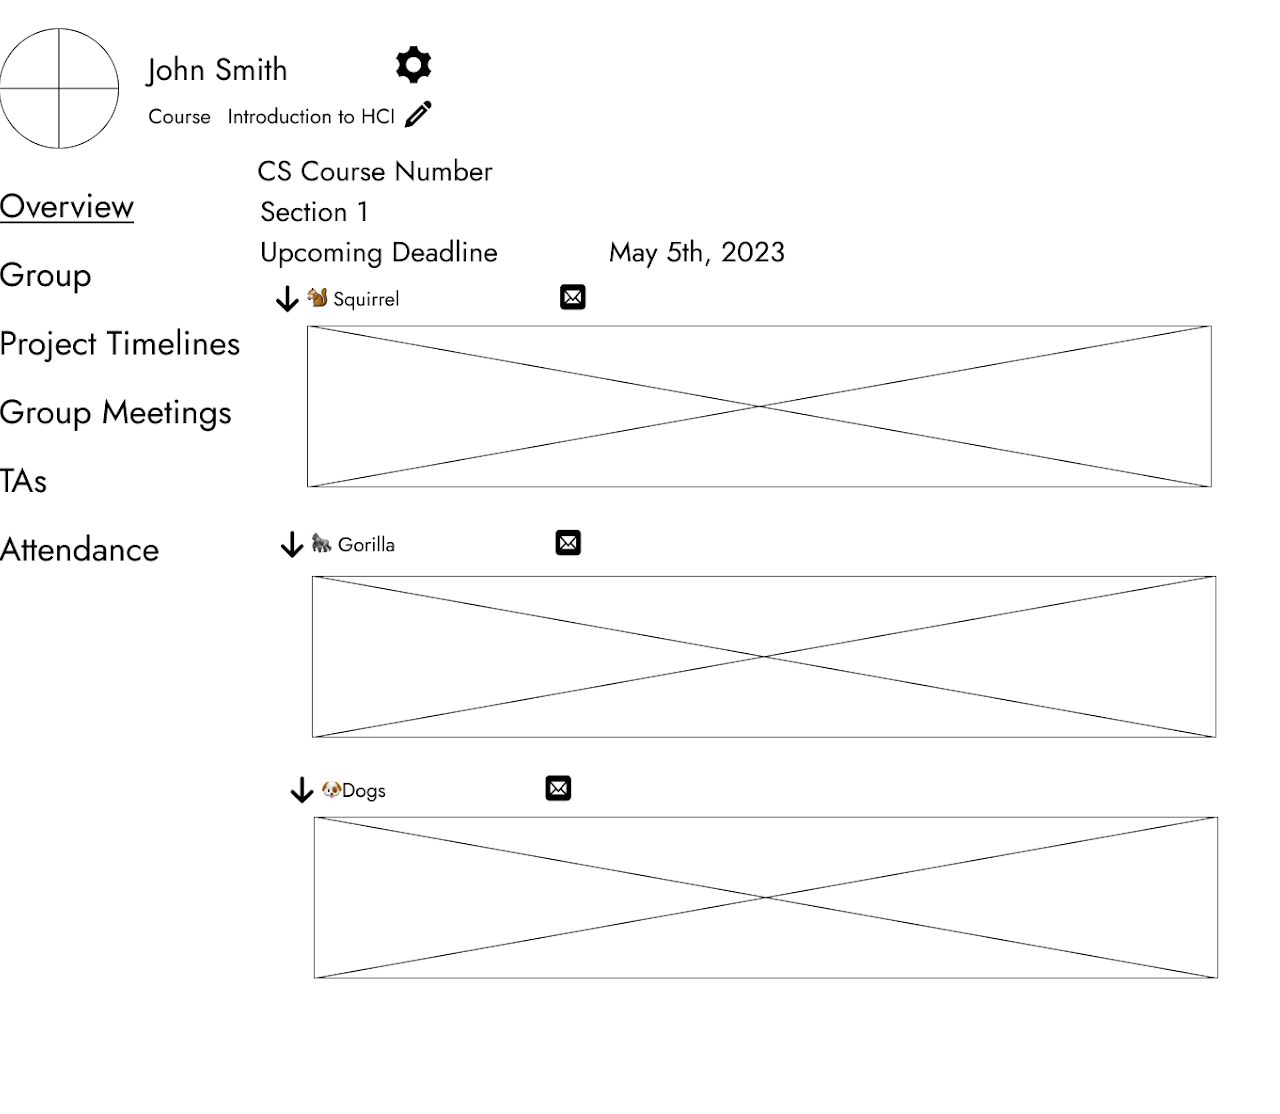 John Smith
Course Introduction to HCI
CS Course Number
Section 1
Upcoming Deadline May 5th, 2023
Overview
Group
Project Timelines
Group Meetings
TAs
Attendance
Squirrel
Gorilla
Dogs